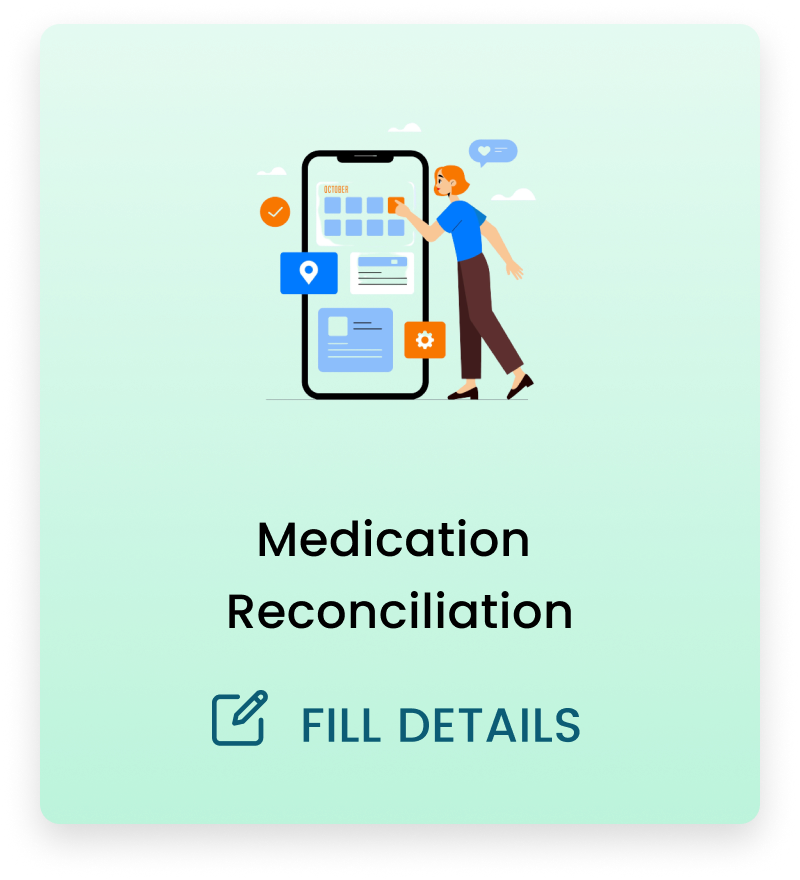 OCTOBER
Medication
Reconciliation
FILL DETAILS